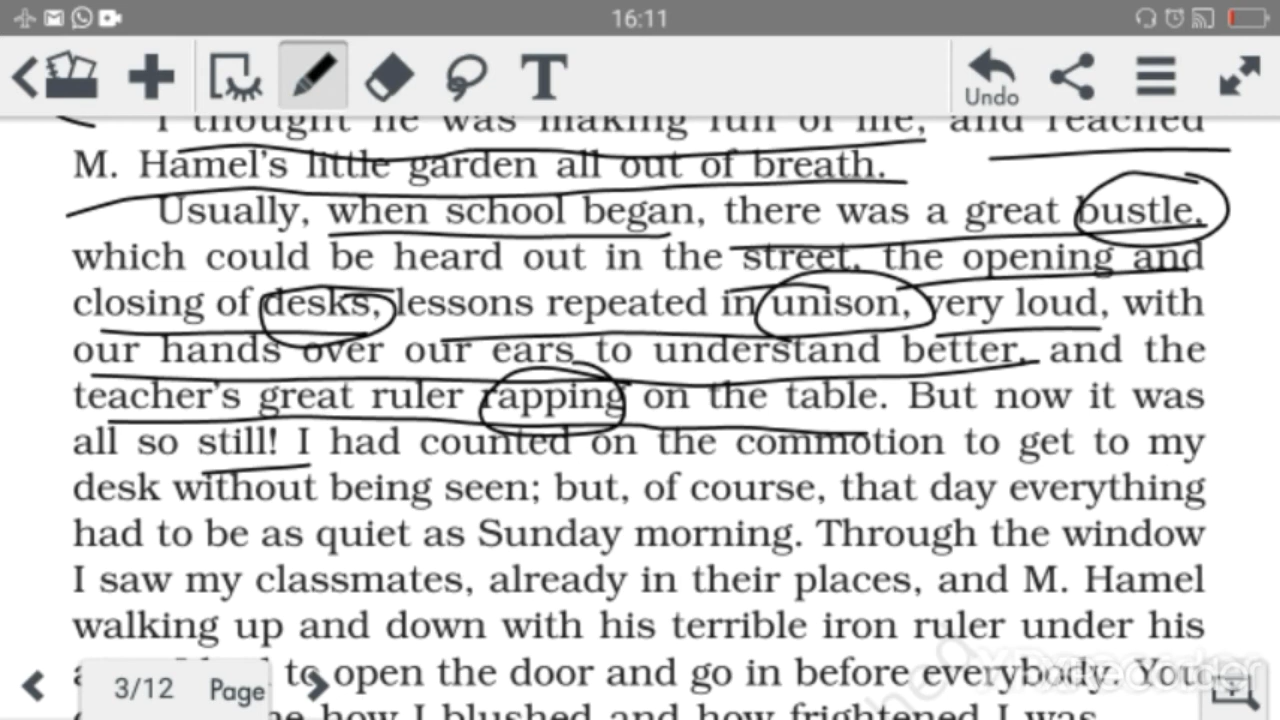 16:11
T
Undo
I thought he was making fun of me, and reached
M. Hamel's little garden all out of breath.
Usually, when school began, there was a great bustle,
which could be heard out in the street, the opening and
closing of desks, lessons repeated in unison, very loud, with
our hands over our ears to understand better, and the
teacher's great ruler rapping on the table. But now it was
all so still! I had counted on the commotion to get to my
desk without being seen; but, of course, that day everything
had to be as quiet as Sunday morning. Through the window
I saw my classmates, already in their places, and M. Hamel
walking up and down with his terrible iron ruler under his
to open the door and go in before everybody. You
how I blushed and how frightened I was
3/12 Page